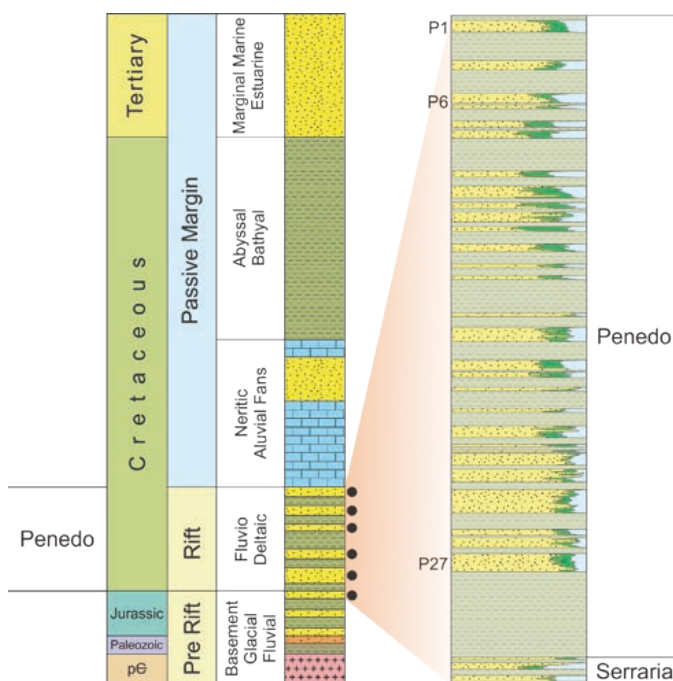 Tertiary
Cretaceous
Jurassic
Paleozoic
pЄ
Passive Margin
Rift
Pre Rift
Marginal Marine
Estuarine
Abyssal
Bathyal
Neritic
Aluvial Fans
Fluvio
Deltaic
Basement
Glacial
Fluvial
Penedo
P1
P6
P27
Penedo
Serraria